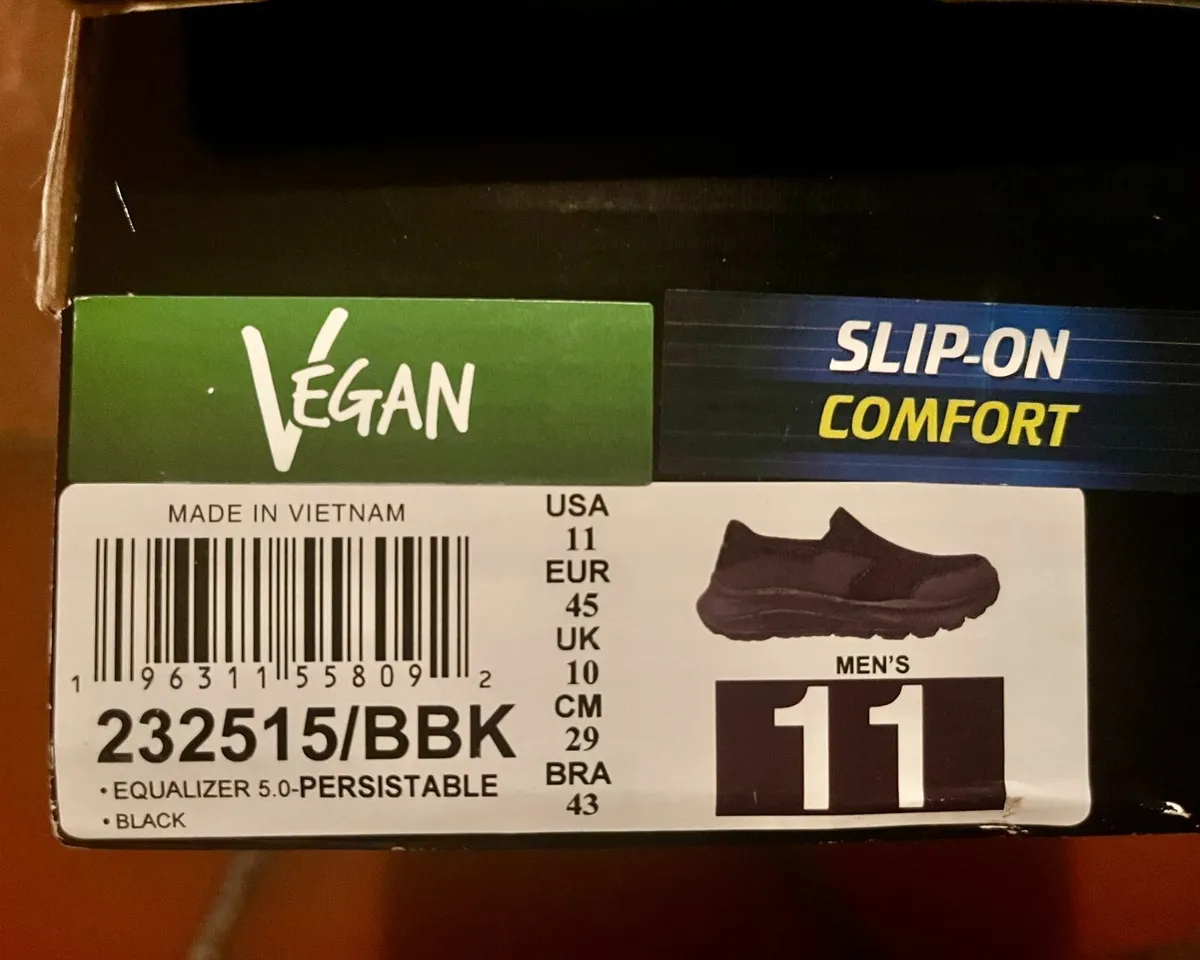 VEGAN
SLIP-ON
COMFORT
MADE IN VIETNAM
1 96311 55809 2
232515/BBK
• EQUALIZER 5.0-PERSISTABLE
• BLACK
USA
11
EUR
45
UK
10
CM
29
BRA
43
MEN'S
11